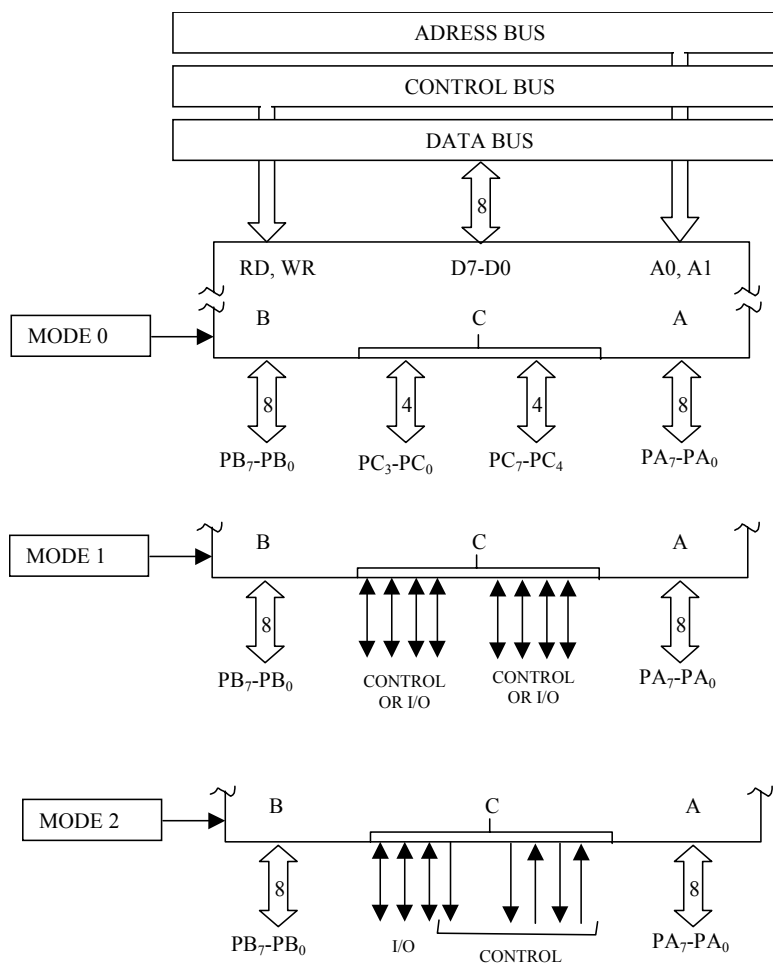 ADRESS BUS
CONTROL BUS
DATA BUS
8
RD, WR D7-D0 A0, A1
B C A
MODE 0
8 4 4 8
PB₇-PB₀ PC₃-PC₀ PC₇-PC₄ PA₇-PA₀
B C A
MODE 1
8 8
PB₇-PB₀ CONTROL OR I/O CONTROL OR I/O PA₇-PA₀
B C A
MODE 2
8 8
PB₇-PB₀ I/O CONTROL PA₇-PA₀